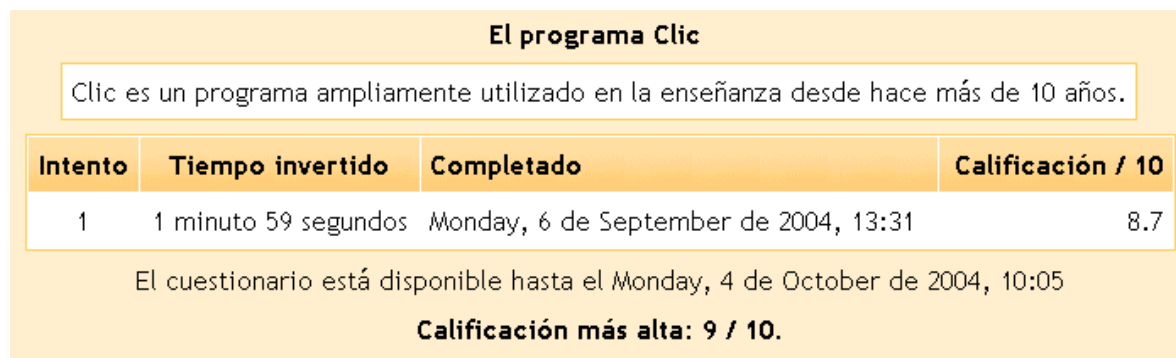 El programa Clic
Clic es un programa ampliamente utilizado en la enseñanza desde hace más de 10 años.
Intento Tiempo invertido Completado Calificación / 10
1 1 minuto 59 segundos Monday, 6 de September de 2004, 13:31 8.7
El cuestionario está disponible hasta el Monday, 4 de October de 2004, 10:05
Calificación más alta: 9 / 10.